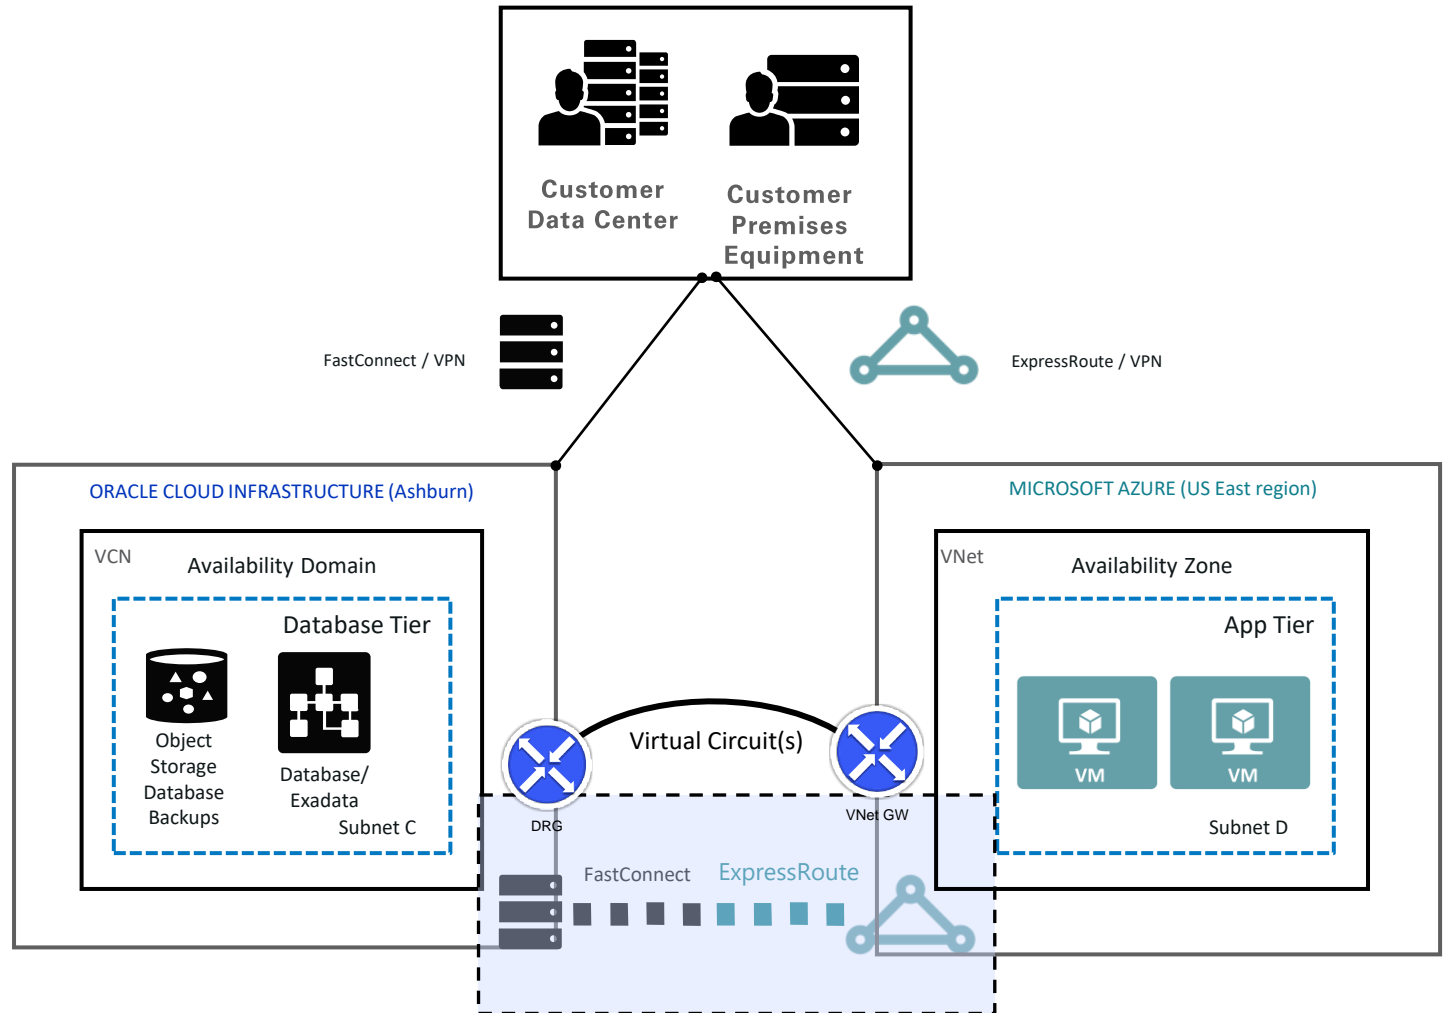 Customer
Data Center
Customer
Premises
Equipment
FastConnect / VPN
ExpressRoute / VPN
ORACLE CLOUD INFRASTRUCTURE (Ashburn)
MICROSOFT AZURE (US East region)
VCN
Availability Domain
Database Tier
Object
Storage
Database
Backups
Database/
Exadata
Subnet C
VNet
Availability Zone
App Tier
VM
VM
Subnet D
Virtual Circuit(s)
DRG
VNet GW
FastConnect
ExpressRoute